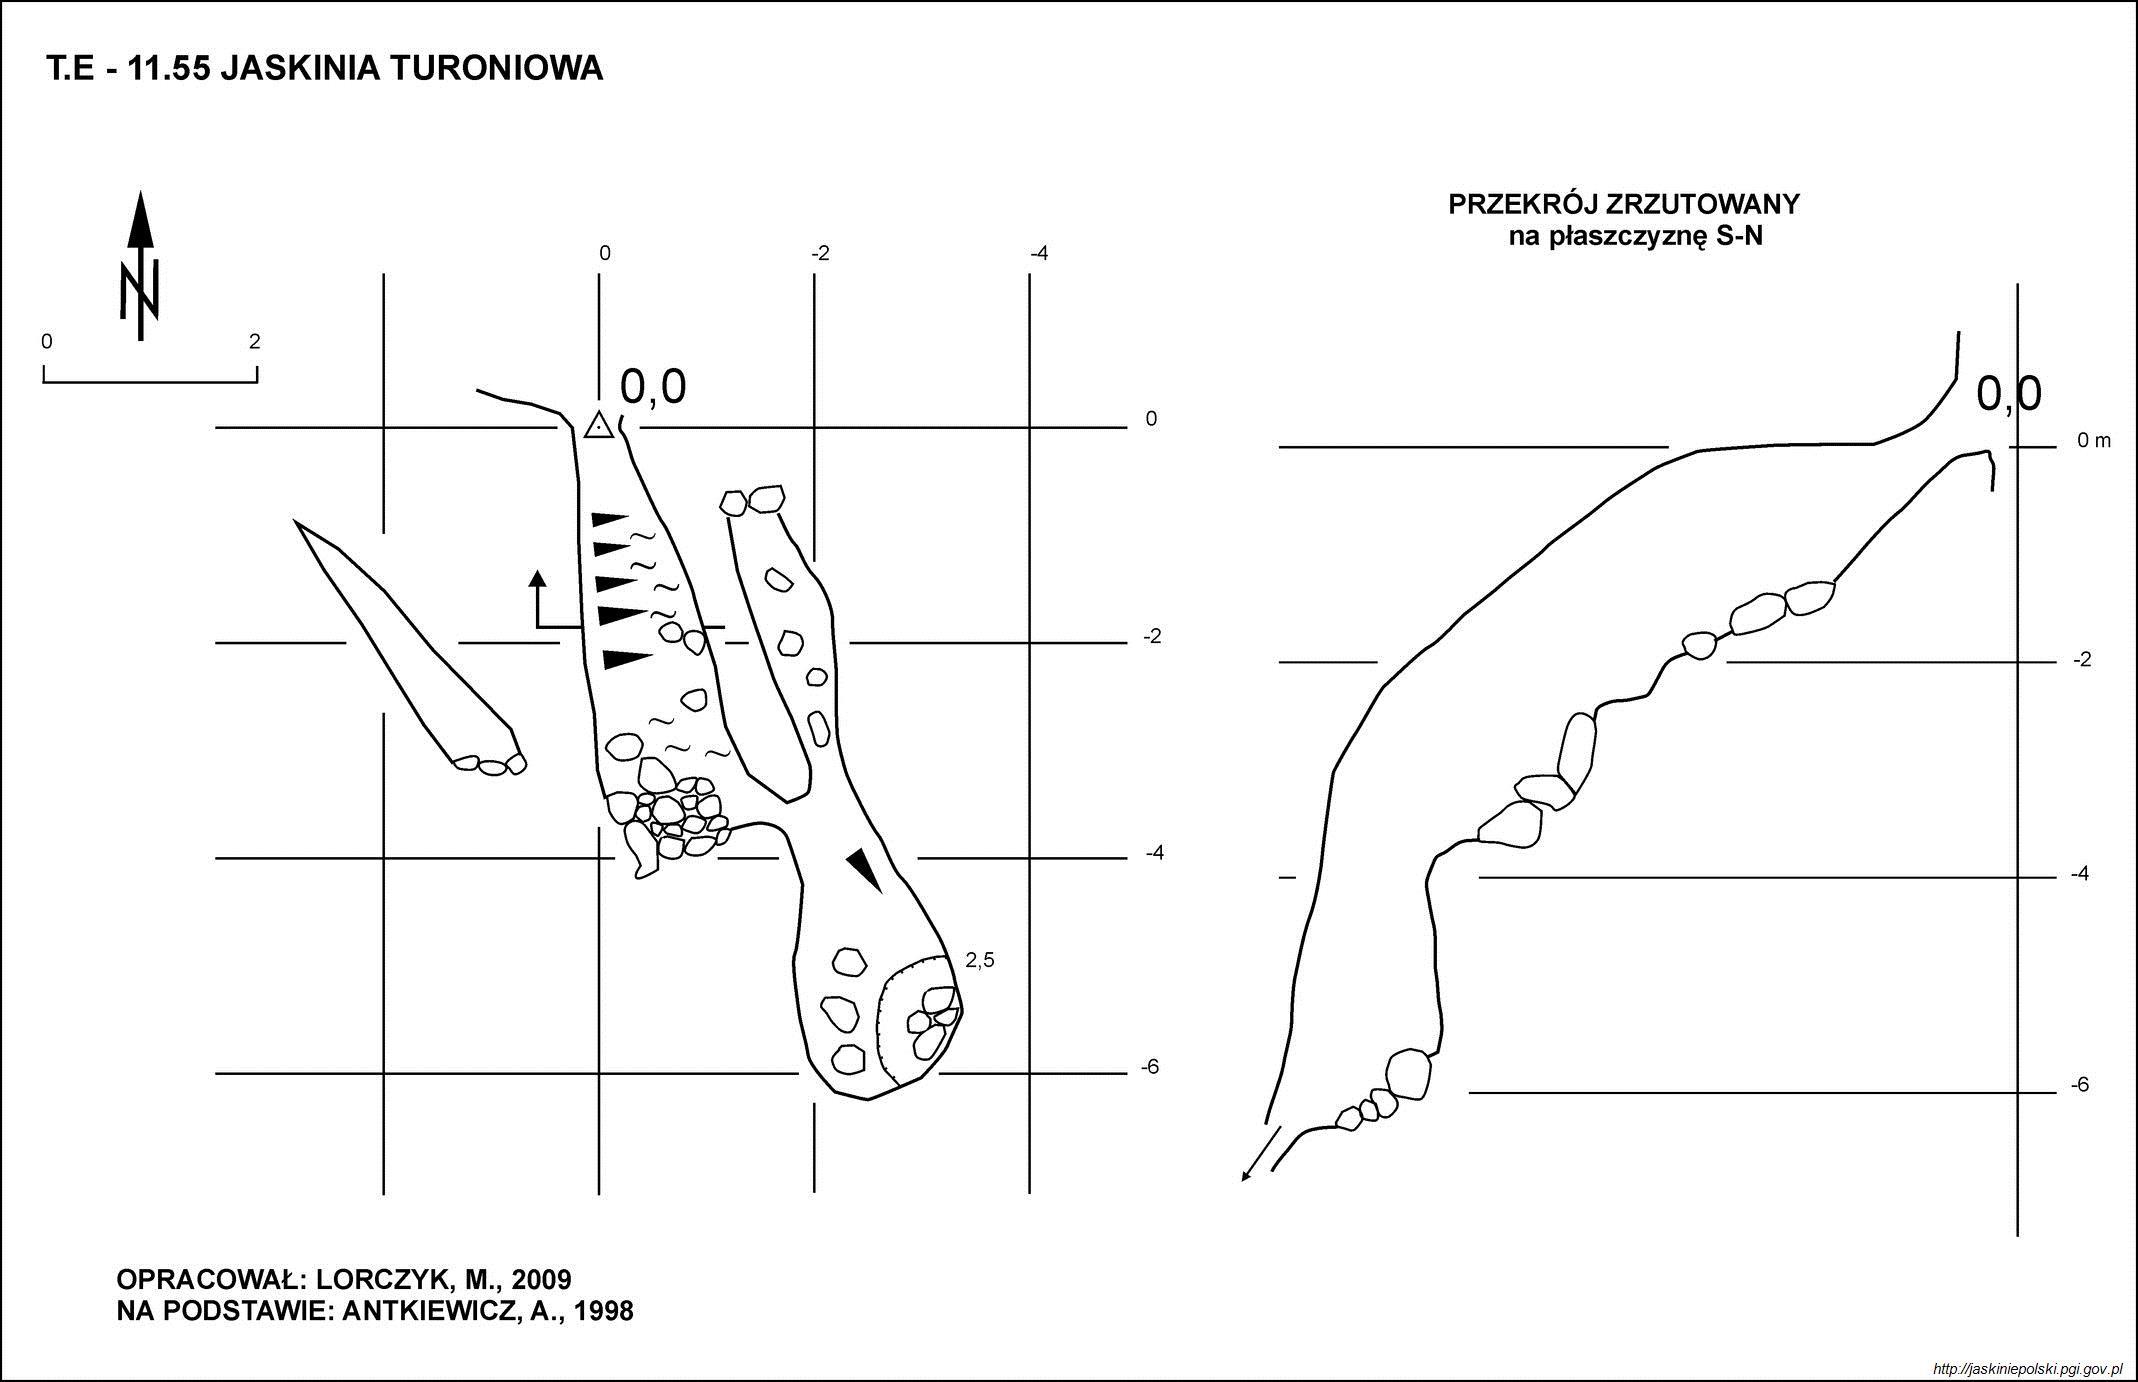 T.E - 11.55 JASKINIA TURONIOWA
PRZEKRÓJ ZRZUTOWANY
na płaszczyznę S-N
N
0 2
0 -2 -4
0,0
0
-2
-4
2,5
-6
0,0
0 m
-2
-4
-6
OPRACOWAŁ: LORCZYK, M., 2009
NA PODSTAWIE: ANTKIEWICZ, A., 1998
http://jaskiniepolski.pgi.gov.pl